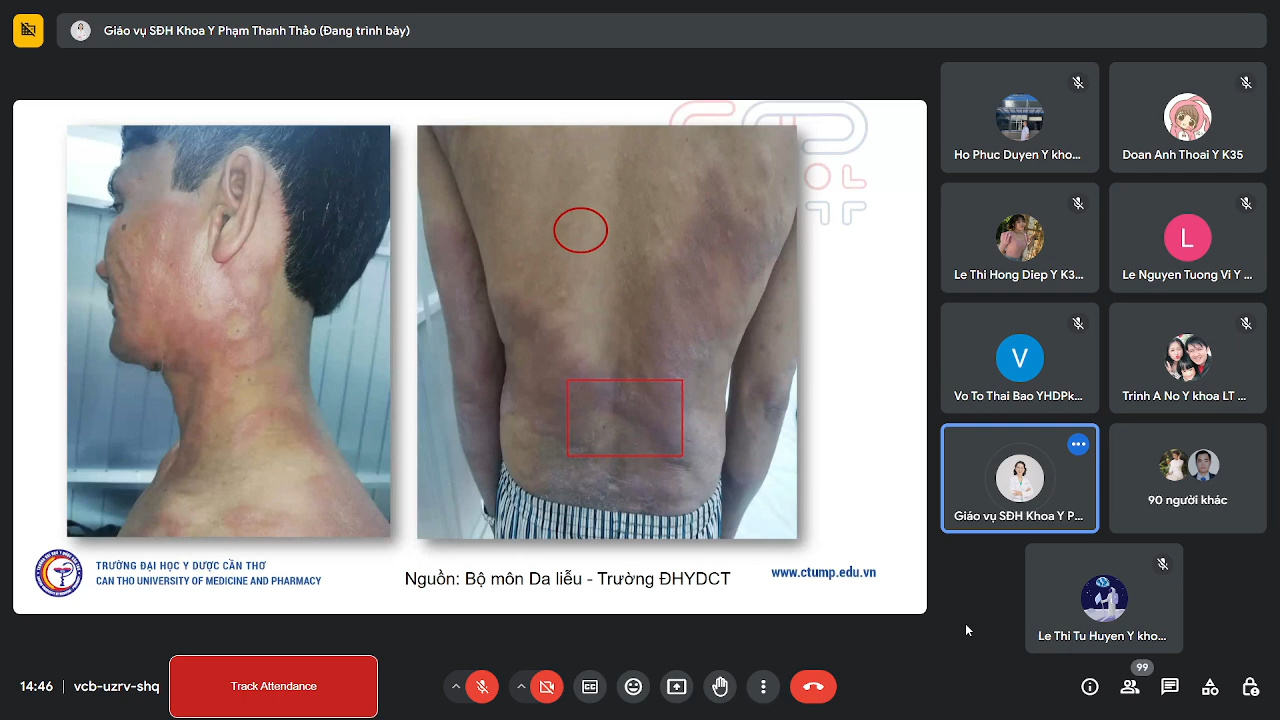 Giáo vụ SĐH Khoa Y Phạm Thanh Thảo (Đang trình bày)
Ho Phuc Duyen Y kho...
Doan Anh Thoai Y K35
Le Thi Hong Diep Y K3...
Le Nguyen Tuong Vi Y ...
Vo To Thai Bao YHDPk...
Trinh A No Y khoa LT ...
Giáo vụ SĐH Khoa Y P...
90 người khác
Le Thi Tu Huyen Y kho...
L
V
TRƯỜNG ĐẠI HỌC Y DƯỢC CẦN THƠ
CAN THO UNIVERSITY OF MEDICINE AND PHARMACY
Nguồn: Bộ môn Da liễu - Trường ĐHYDCT
www.ctump.edu.vn
14:46 | vcb-uzrv-shq
Track Attendance
99